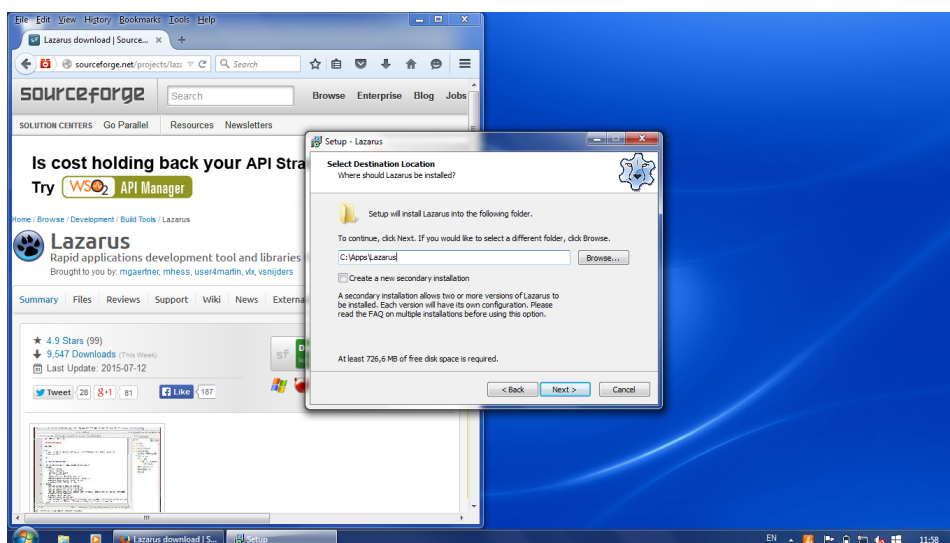 File Edit View History Bookmarks Tools Help
Lazarus download | Source...
sourceforge.net/projects/laz
Search
sourceforge
Search
Browse Enterprise Blog Jobs
SOLUTION CENTERS Go Parallel Resources Newsletters
Is cost holding back your API Stra
Try WSO2 API Manager
Home / Browse / Development / Build Tools / Lazarus
Lazarus
Rapid applications development tool and libraries
Brought to you by: mgaertner, mhess, user4martin, vlx, vsnijders
Summary Files Reviews Support Wiki News Externa
4.9 Stars (99)
9,547 Downloads (This Week)
Last Update: 2015-07-12
sf D
Tweet 28 g+1 81 Like 187
Setup - Lazarus
Select Destination Location
Where should Lazarus be installed?
Setup will install Lazarus into the following folder.
To continue, click Next. If you would like to select a different folder, click Browse.
C:\Apps\Lazarus
Browse...
Create a new secondary installation
A secondary installation allows two or more versions of Lazarus to
be installed. Each version will have its own configuration. Please
read the FAQ on multiple installations before using this option.
At least 726,6 MB of free disk space is required.
< Back Next > Cancel
Lazarus download | S...
Setup
EN
11:58